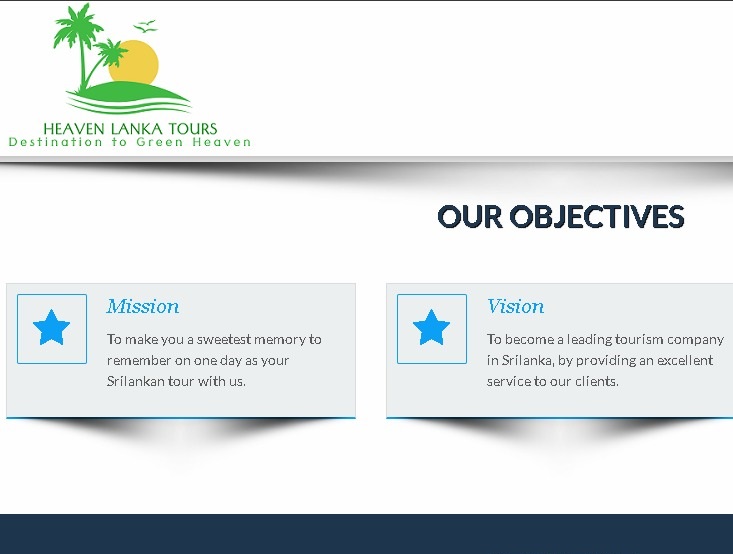 HEAVEN LANKA TOURS
Destination to Green Heaven
OUR OBJECTIVES
Mission
To make you a sweetest memory to
remember on one day as your
Srilankan tour with us.
Vision
To become a leading tourism company
in Srilanka, by providing an excellent
service to our clients.